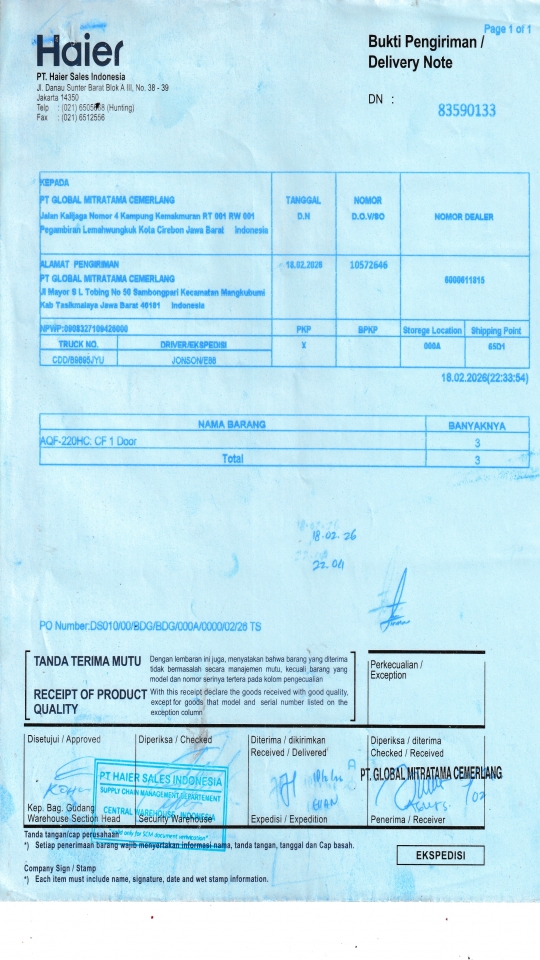 Page 1 of 1
Haier
Bukti Pengiriman /
Delivery Note
PT. Haier Sales Indonesia
Jl. Danau Sunter Barat Blok A III, No. 38 - 39
Jakarta 14350
Telp : (021) (Hunting)
Fax : (021) 6512556
DN :
83590133
KEPADA
PT GLOBAL MITRATAMA CEMERLANG
Jalan Kalijaga Nomor 4 Kampung Kemakmuran RT 001 RW 001
Pegambiran Lemahwungkuk Kota Cirebon Jawa Barat Indonesia
TANGGAL
D.N
NOMOR
D.O.V/SO
NOMOR DEALER
ALAMAT PENGIRIMAN
PT GLOBAL MITRATAMA CEMERLANG
Jl Mayor S L Tobing No 50 Sambongpari Kecamatan Mangkubumi
Kab Tasikmalaya Jawa Barat 46181 Indonesia
18.02.2026
10572646
6000611815
PKP
BPKP
Storage Location
Shipping Point
TRUCK NO.
DRIVER/EKSPEDISI
X
000A
65D1
JONSON/E88
18.02.2026(22:33:54)
NAMA BARANG
BANYAKNYA
AQF-220HC: CF 1 Door
3
Total
3
18.02.26
22.04
PO Number:DS010/00/BDG/BDG/000A/0000/02/26 TS
TANDA TERIMA MUTU
Dengan lembaran ini juga, menyatakan bahwa barang yang diterima
tidak bermasalah secara manajemen mutu, kecuali barang yang
model dan nomor serinya tertera pada kolom pengecualian
RECEIPT OF PRODUCT
QUALITY
With this receipt declare the goods received with good quality,
except for goods that model and serial number listed on the
exception column
Perkecualian /
Exception
Disetujui / Approved
Diperiksa / Checked
Diterima / dikirimkan
Received / Delivered
Diperiksa / diterima
Checked / Received
PT HAIER SALES INDONESIA
SUPPLY CHAIN MANAGEMENT DEPARTEMENT
CENTRAL WAREHOUSE - INDONESIA
*Valid only for SCM document verification*
PT. GLOBAL MITRATAMA CEMERLANG
Kep. Bag. Gudang
Warehouse Section Head
Security Warehouse
Expedisi / Expedition
Penerima / Receiver
Tanda tangan/cap perusahaan
*) Setiap penerimaan barang wajib menyertakan informasi nama, tanda tangan, tanggal dan Cap basah.
EKSPEDISI
Company Sign / Stamp
*) Each item must include name, signature, date and wet stamp information.